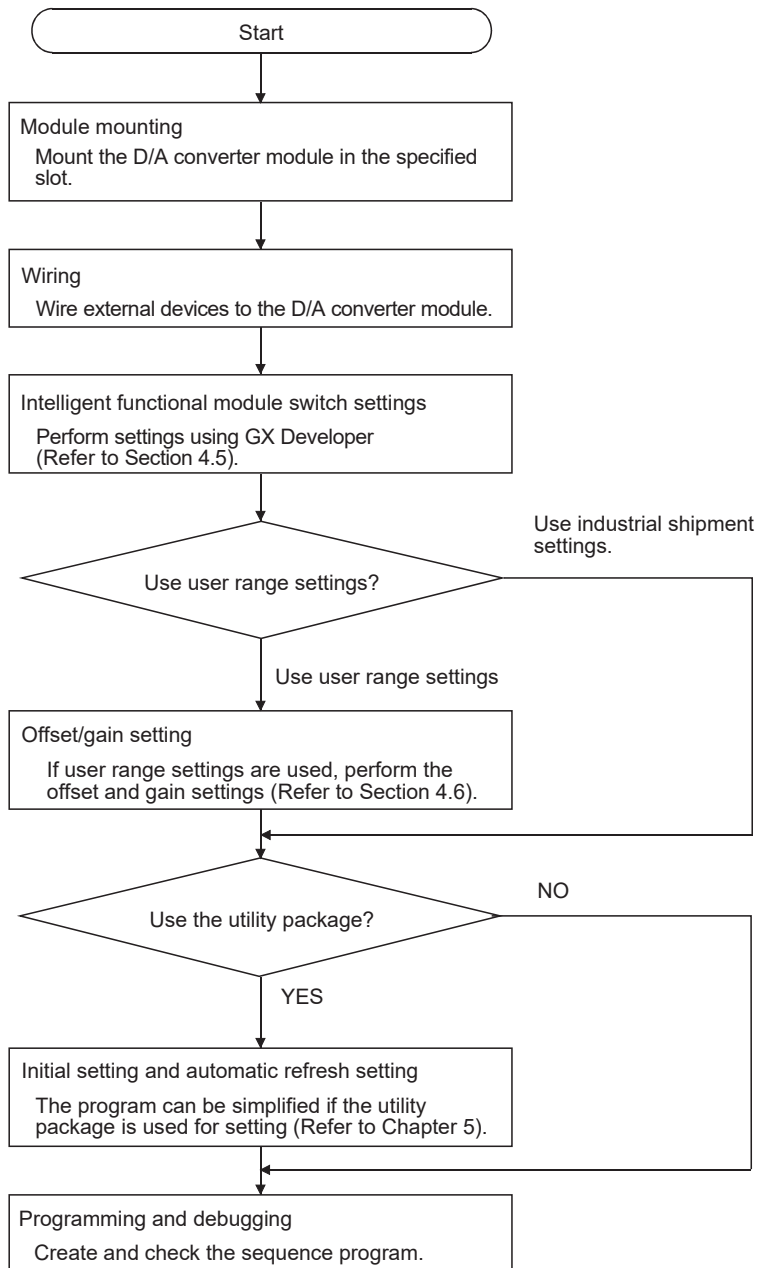 Start
Module mounting
Mount the D/A converter module in the specified
slot.
Wiring
Wire external devices to the D/A converter module.
Intelligent functional module switch settings
Perform settings using GX Developer
(Refer to Section 4.5).
Use industrial shipment
settings.
Use user range settings?
Use user range settings
Offset/gain setting
If user range settings are used, perform the
offset and gain settings (Refer to Section 4.6).
NO
Use the utility package?
YES
Initial setting and automatic refresh setting
The program can be simplified if the utility
package is used for setting (Refer to Chapter 5).
Programming and debugging
Create and check the sequence program.